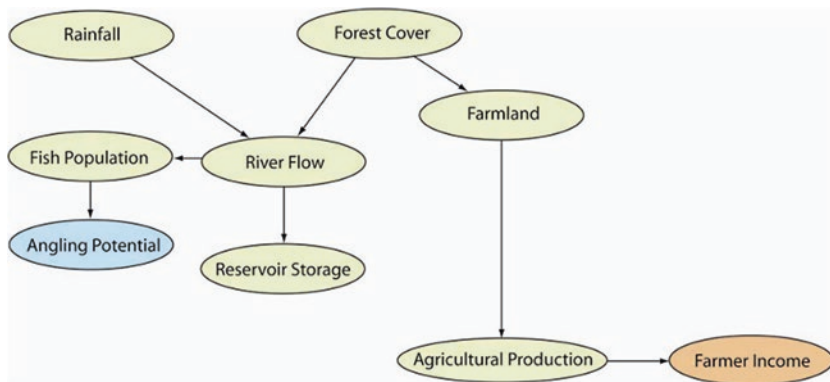 Rainfall
Forest Cover
Farmland
Fish Population
River Flow
Angling Potential
Reservoir Storage
Agricultural Production
Farmer Income